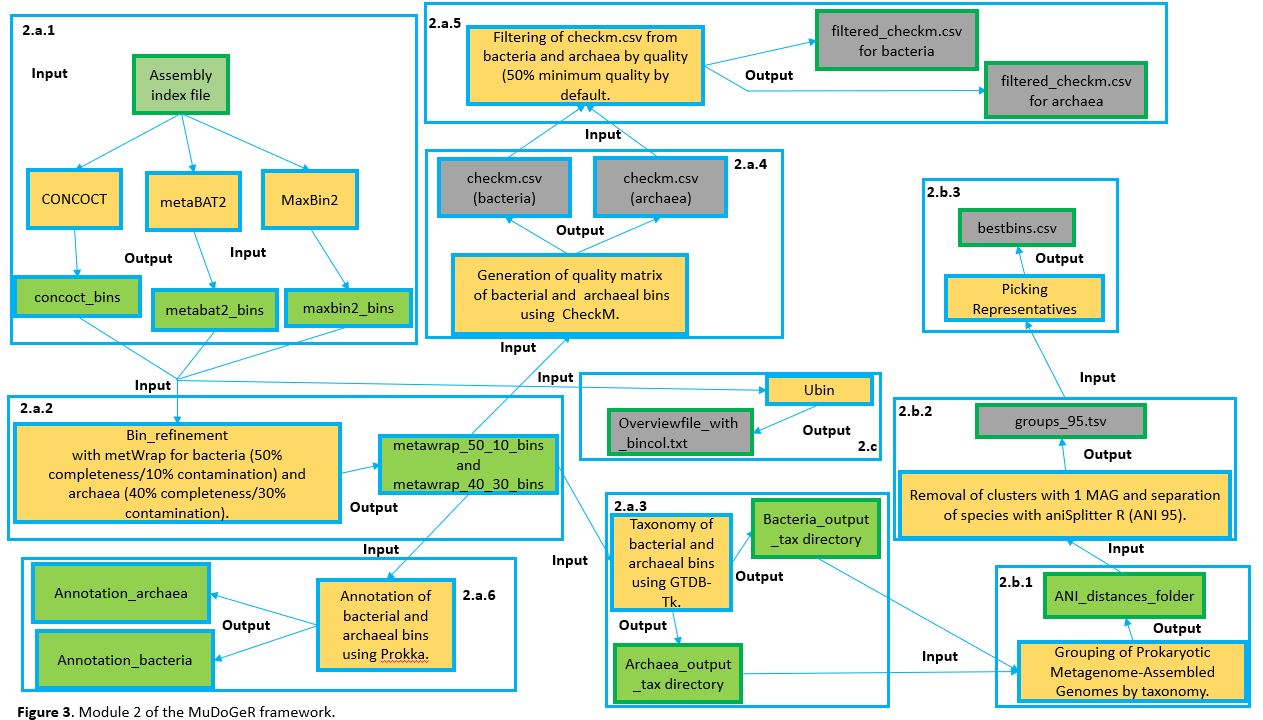 2.a.1
Input
Assembly
index file
CONCOCT
metaBAT2
MaxBin2
Output
Input
concoct_bins
metabat2_bins
maxbin2_bins
Input
2.a.5
Filtering of checkm.csv from
bacteria and archaea by quality
(50% minimum quality by
default.
Output
filtered_checkm.csv
for bacteria
filtered_checkm.csv
for archaea
Input
2.a.4
checkm.csv
(bacteria)
checkm.csv
(archaea)
Output
Generation of quality matrix
of bacterial and archaeal bins
using CheckM.
Input
2.b.3
bestbins.csv
Output
Picking
Representatives
Input
2.a.2
Bin_refinement
with metWrap for bacteria (50%
completeness/10% contamination) and
archaea (40% completeness/30%
contamination).
Output
metawrap_50_10_bins
and
metawrap_40_30_bins
Input
Ubin
Overviewfile_with
_bincol.txt
Output
2.c
2.b.2
groups_95.tsv
Output
Removal of clusters with 1 MAG and separation
of species with aniSplitter R (ANI 95).
Input
Input
Annotation_archaea
Annotation_bacteria
Output
Annotation of
bacterial and
archaeal bins
using Prokka.
2.a.6
Input
2.a.3
Taxonomy of
bacterial and
archaeal bins
using GTDB-
Tk.
Bacteria_output
_tax directory
Output
Output
Archaea_output
_tax directory
Input
2.b.1
ANI_distances_folder
Output
Grouping of Prokaryotic
Metagenome-Assembled
Genomes by taxonomy.
Figure 3. Module 2 of the MuDoGeR framework.